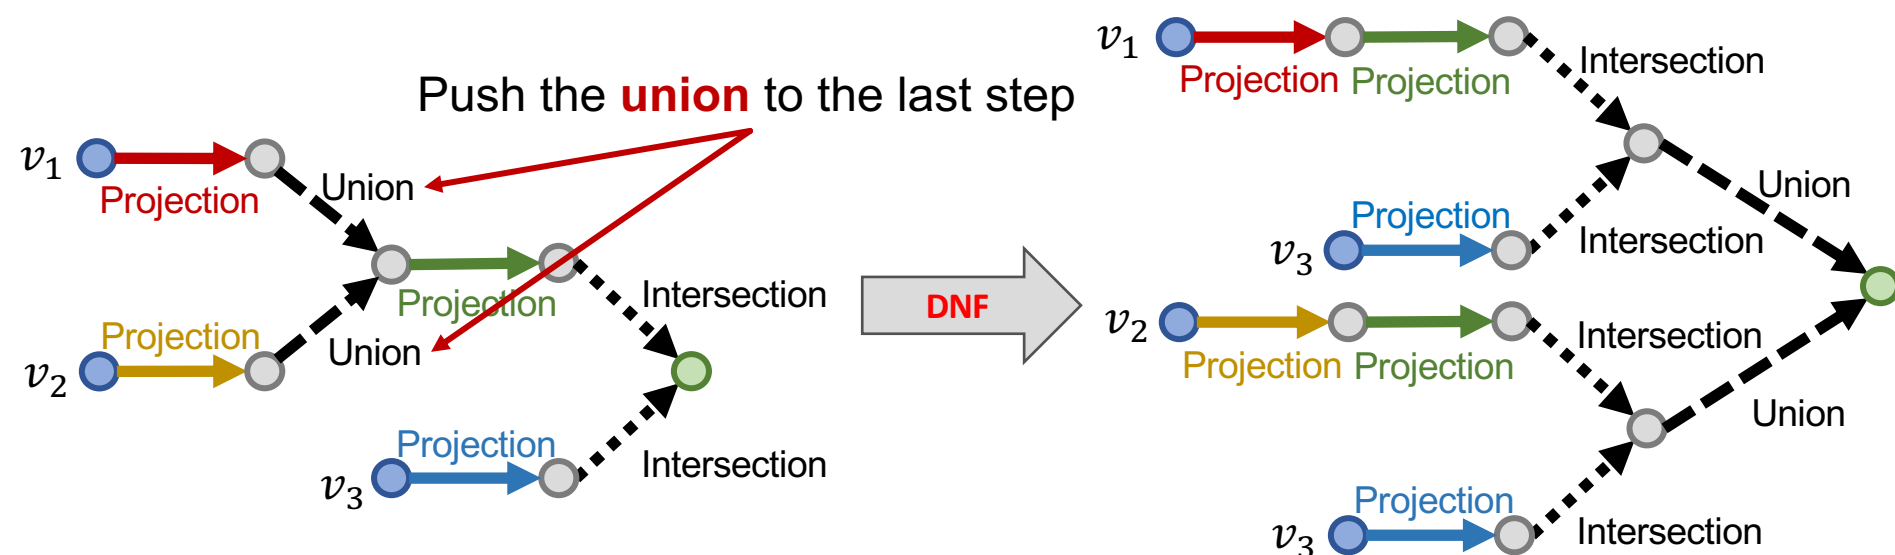 Push the union to the last step
v₁
Projection
Union
Projection
v₂
Projection
Union
Intersection
v₃
Projection
Intersection
DNF
v₁
Projection
Projection
Intersection
v₃
Projection
Intersection
Union
v₂
Projection
Projection
Intersection
Union
v₃
Projection
Intersection